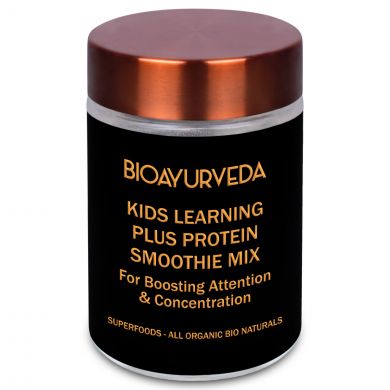 BIOAYURVEDA
KIDS LEARNING
PLUS PROTEIN
SMOOTHIE MIX
For Boosting Attention
& Concentration
SUPERFOODS - ALL ORGANIC BIO NATURALS